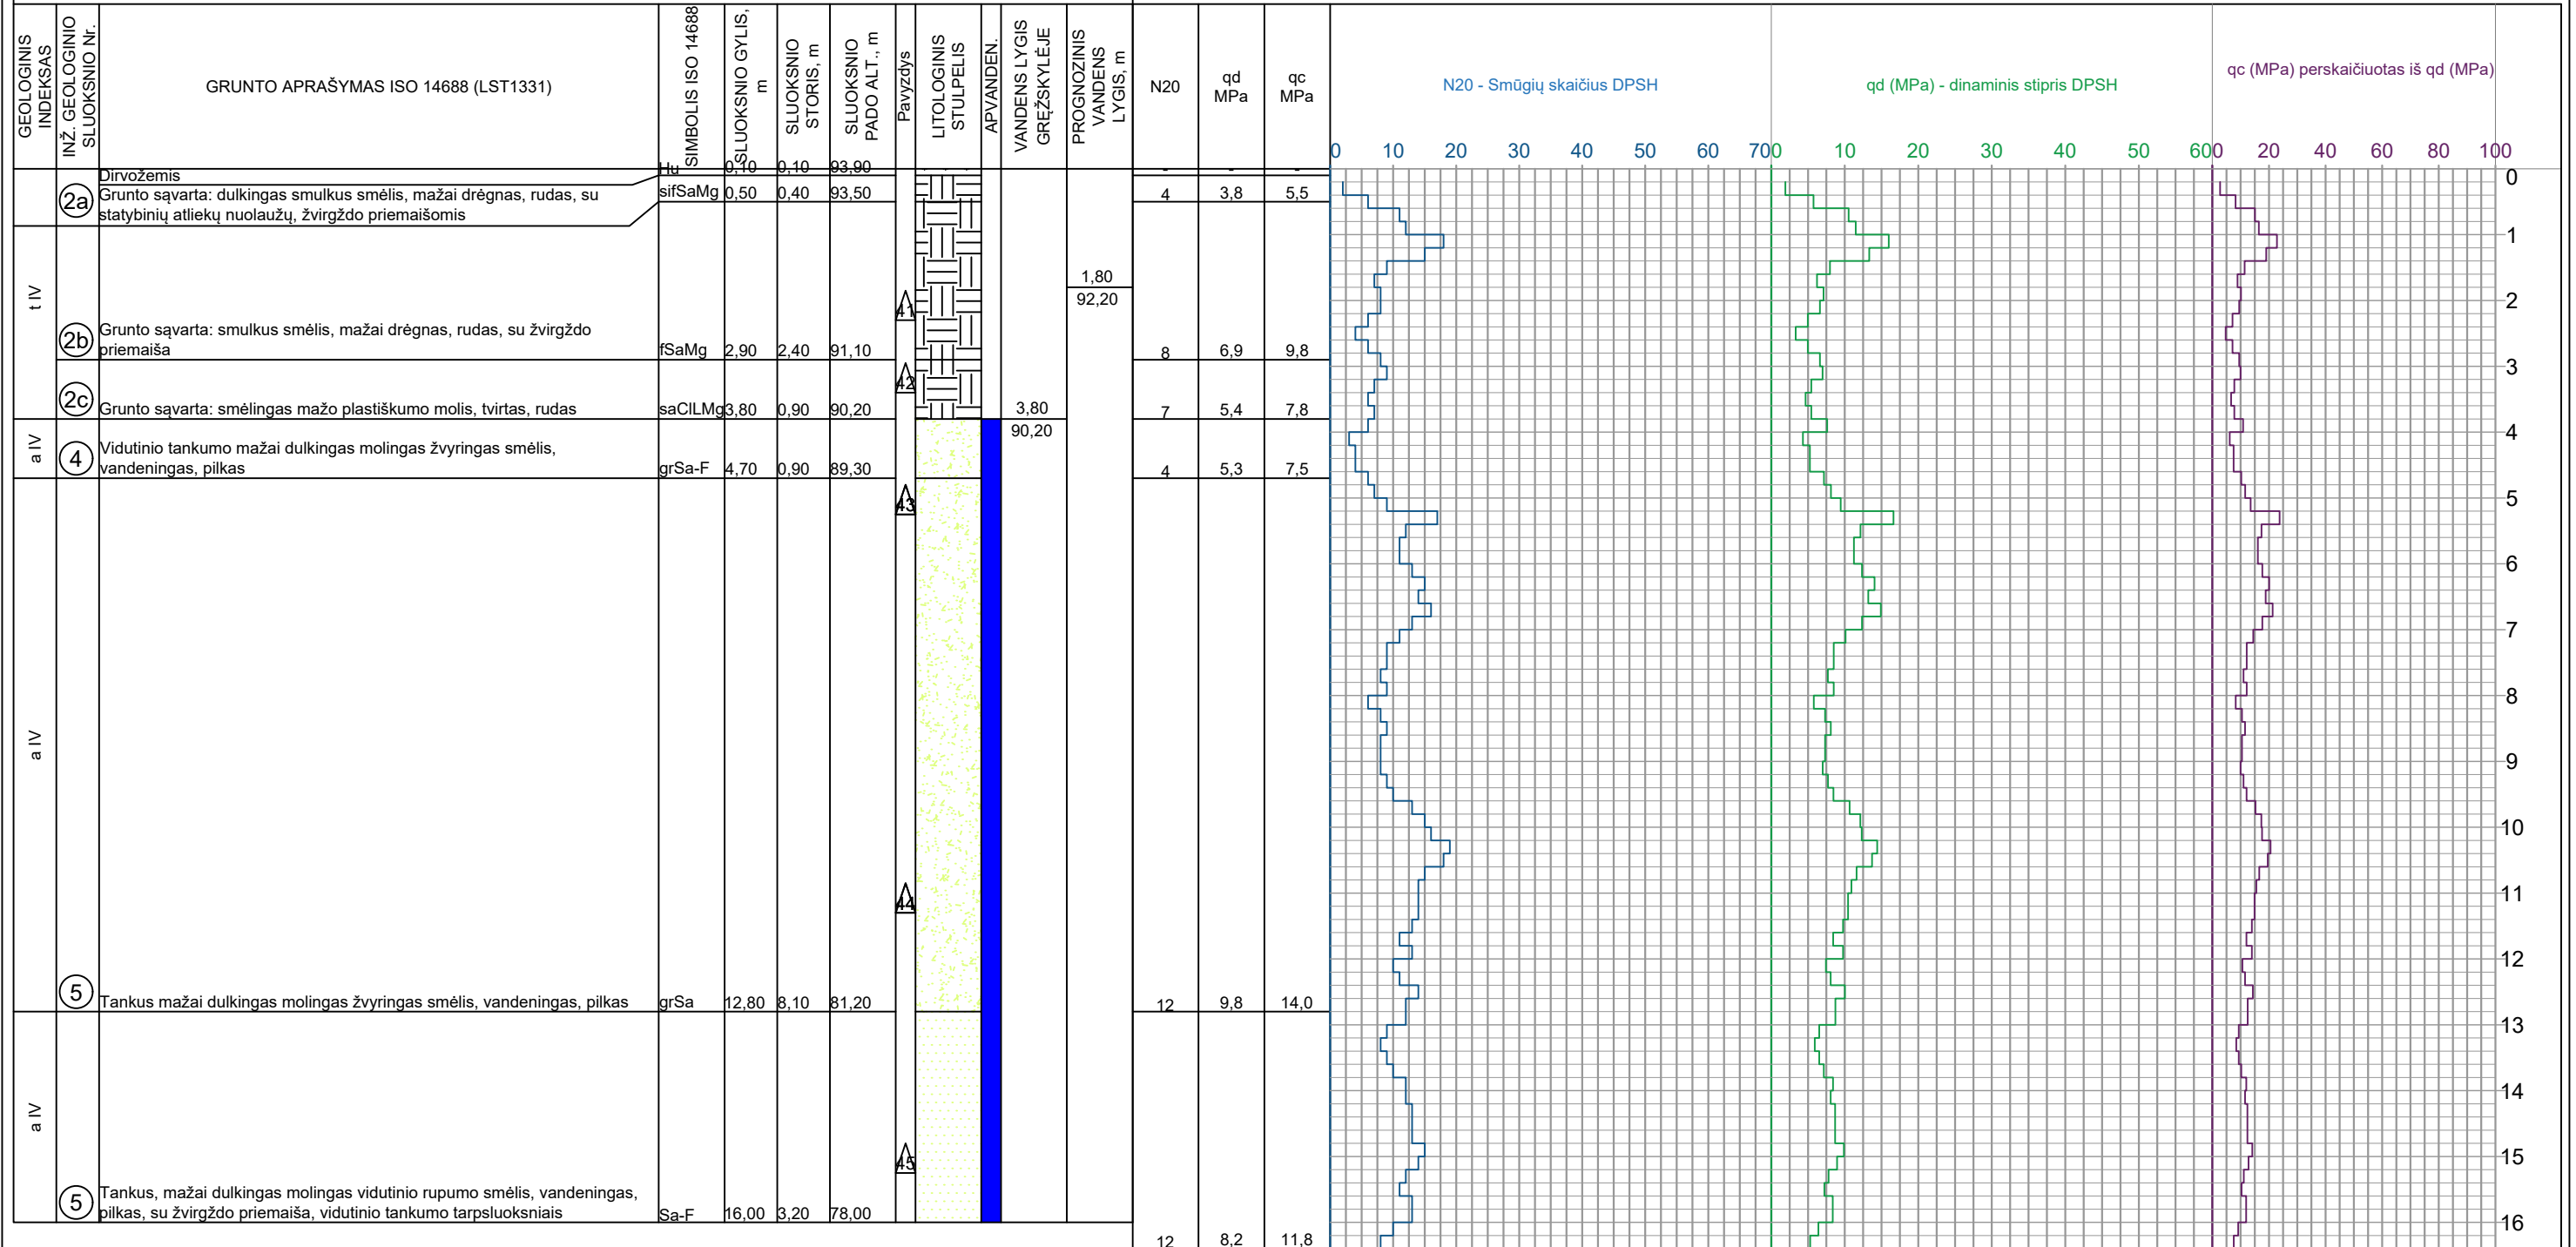 GEOLOGINIS
INDEKSAS
INŽ. GEOLOGINIO
SLUOKSNIO Nr.
GRUNTO APRAŠYMAS ISO 14688 (LST1331)
SIMBOLIS ISO 14688
SLUOKSNIO GYLIS,
m
SLUOKSNIO
STORIS, m
SLUOKSNIO
PADO ALT., m
Pavyzdys
LITOLOGINIS
STULPELIS
APVANDEN.
VANDENS LYGIS
GRĘŽSKYLĖJE
PROGNOZINIS
VANDENS
LYGIS, m
N20
qd
MPa
qc
MPa
N20 - Smūgių skaičius DPSH
qd (MPa) - dinaminis stipris DPSH
qc (MPa) perskaičiuotas iš qd (MPa)
0 10 20 30 40 50 60 70
0 10 20 30 40 50 60
0 20 40 60 80 100
Dirvožemis
Hu 0,10 0,10 93,90
- - -
2a
Grunto sąvarta: dulkingas smulkus smėlis, mažai drėgnas, rudas, su
statybinių atliekų nuolaužų, žvirgždo priemaišomis
sifSaMg 0,50 0,40 93,50
4 3,8 5,5
t IV
1,80
92,20
41
2b
Grunto sąvarta: smulkus smėlis, mažai drėgnas, rudas, su žvirgždo
priemaiša
fSaMg 2,90 2,40 91,10
8 6,9 9,8
42
2c
Grunto sąvarta: smėlingas mažo plastiškumo molis, tvirtas, rudas
saClLMg 3,80 0,90 90,20
3,80
90,20
7 5,4 7,8
a IV
4
Vidutinio tankumo mažai dulkingas molingas žvyringas smėlis,
vandeningas, pilkas
grSa-F 4,70 0,90 89,30
4 5,3 7,5
43
a IV
44
5
Tankus mažai dulkingas molingas žvyringas smėlis, vandeningas, pilkas
grSa 12,80 8,10 81,20
12 9,8 14,0
a IV
45
5
Tankus, mažai dulkingas molingas vidutinio rupumo smėlis, vandeningas,
pilkas, su žvirgždo priemaiša, vidutinio tankumo tarpsluoksniais
Sa-F 16,00 3,20 78,00
12 8,2 11,8
0
1
2
3
4
5
6
7
8
9
10
11
12
13
14
15
16